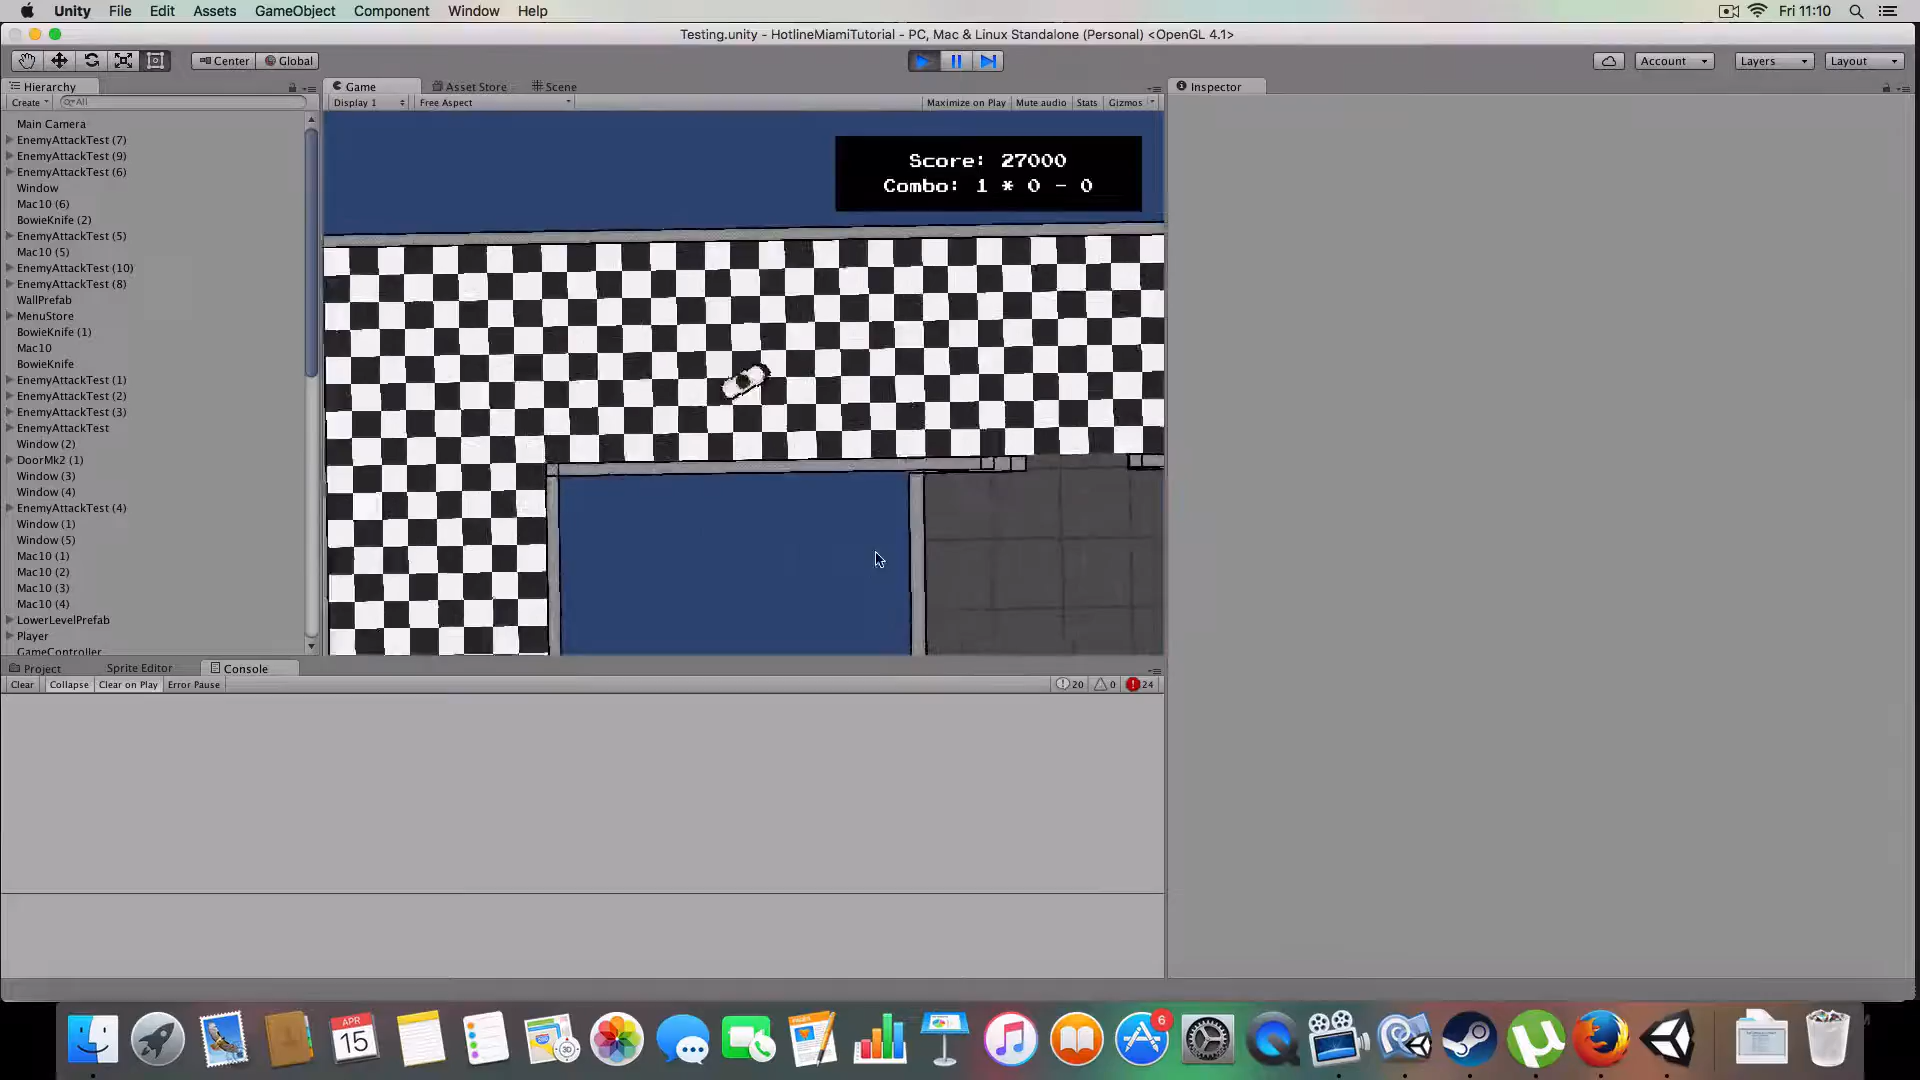 Unity File Edit Assets GameObject Component Window Help
Fri 11:10
Testing.unity - HotlineMiamiTutorial - PC, Mac & Linux Standalone (Personal) <OpenGL 4.1>
Center Global
Account Layers Layout
Hierarchy
Create All
Main Camera
EnemyAttackTest (7)
EnemyAttackTest (9)
EnemyAttackTest (6)
Window
Mac10 (6)
BowieKnife (2)
EnemyAttackTest (5)
Mac10 (5)
EnemyAttackTest (10)
EnemyAttackTest (8)
WallPrefab
MenuStore
BowieKnife (1)
Mac10
BowieKnife
EnemyAttackTest (1)
EnemyAttackTest (2)
EnemyAttackTest (3)
EnemyAttackTest
Window (2)
DoorMk2 (1)
Window (3)
Window (4)
EnemyAttackTest (4)
Window (1)
Window (5)
Mac10 (1)
Mac10 (2)
Mac10 (3)
Mac10 (4)
LowerLevelPrefab
Player
GameController
Game Asset Store Scene
Display 1 Free Aspect Maximize on Play Mute audio Stats Gizmos
Score: 27000
Combo: 1 * 0 - 0
Inspector
Project Sprite Editor Console
Clear Collapse Clear on Play Error Pause 20 0 24
APR
15
6